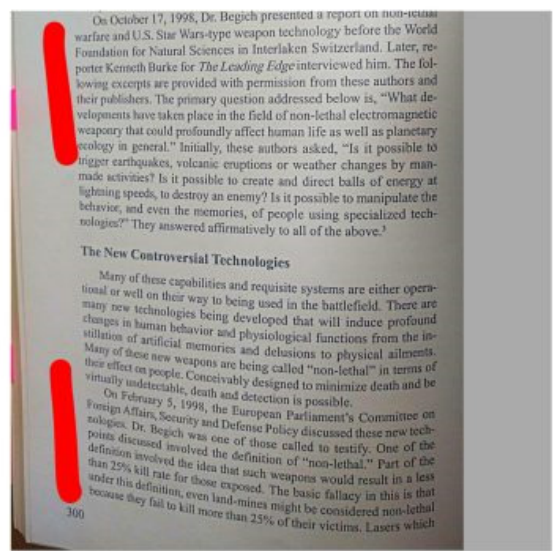 On October 17, 1998, Dr. Begich presented a report on non-lethal
warfare and U.S. Star Wars-type weapon technology before the World
Foundation for Natural Sciences in Interlaken Switzerland. Later, re-
porter Kenneth Burke for The Leading Edge interviewed him. The fol-
lowing excerpts are provided with permission from these authors and
their publishers. The primary question addressed below is, “What de-
velopments have taken place in the field of non-lethal electromagnetic
weaponry that could profoundly affect human life as well as planetary
ecology in general.” Initially, these authors asked, “Is it possible to
trigger earthquakes, volcanic eruptions or weather changes by man-
made activities? Is it possible to create and direct balls of energy at
lightning speeds, to destroy an enemy? Is it possible to manipulate the
behavior, and even the memories, of people using specialized tech-
nologies?” They answered affirmatively to all of the above.³
The New Controversial Technologies
Many of these capabilities and requisite systems are either opera-
tional or well on their way to being used in the battlefield. There are
many new technologies being developed that will induce profound
changes in human behavior and physiological functions from the in-
stillation of artificial memories and delusions to physical ailments.
Many of these new weapons are being called “non-lethal” in terms of
their effect on people. Conceivably designed to minimize death and be
virtually undetectable, death and detection is possible.
On February 5, 1998, the European Parliament’s Committee on
Foreign Affairs, Security and Defense Policy discussed these new tech-
nologies. Dr. Begich was one of those called to testify. One of the
points discussed involved the definition of “non-lethal.” Part of the
definition involved the idea that such weapons would result in a less
than 25% kill rate for those exposed. The basic fallacy in this is that
under this definition, even land-mines might be considered non-lethal
because they fail to kill more than 25% of their victims. Lasers which
300